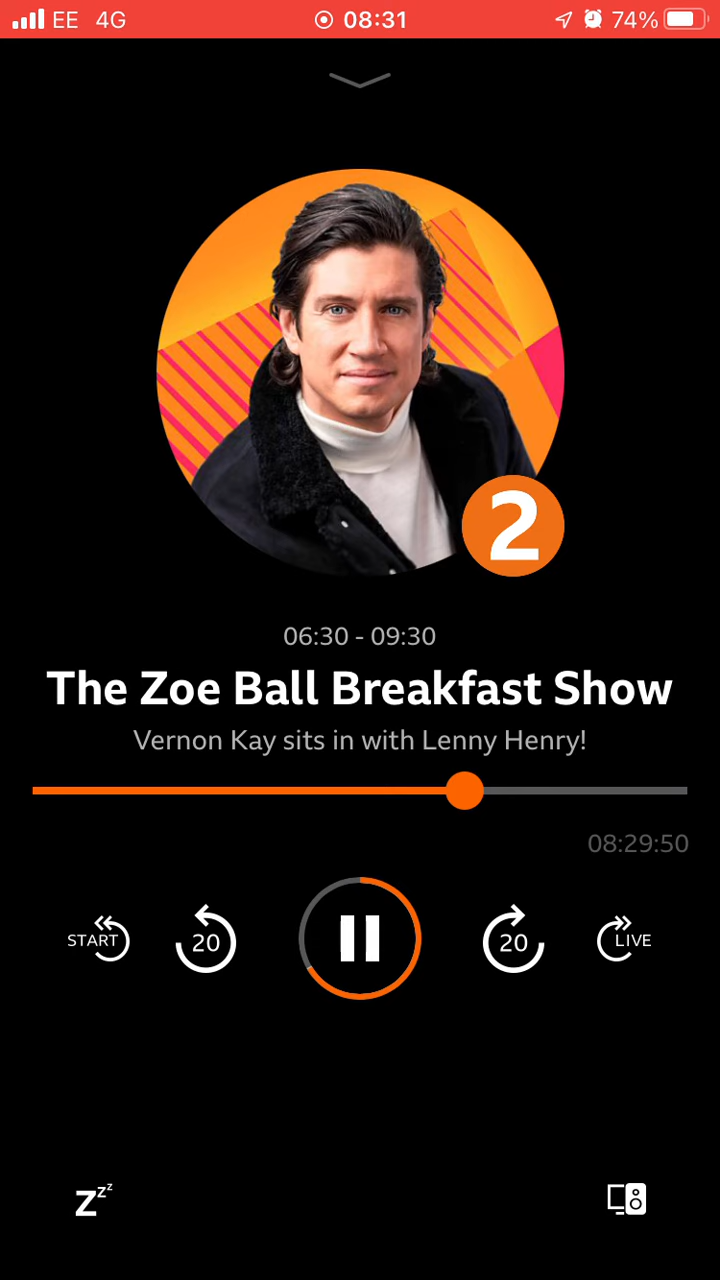 EE 4G 08:31 74%
2
06:30 - 09:30
The Zoe Ball Breakfast Show
Vernon Kay sits in with Lenny Henry!
08:29:50
START 20 20 LIVE
Zzz